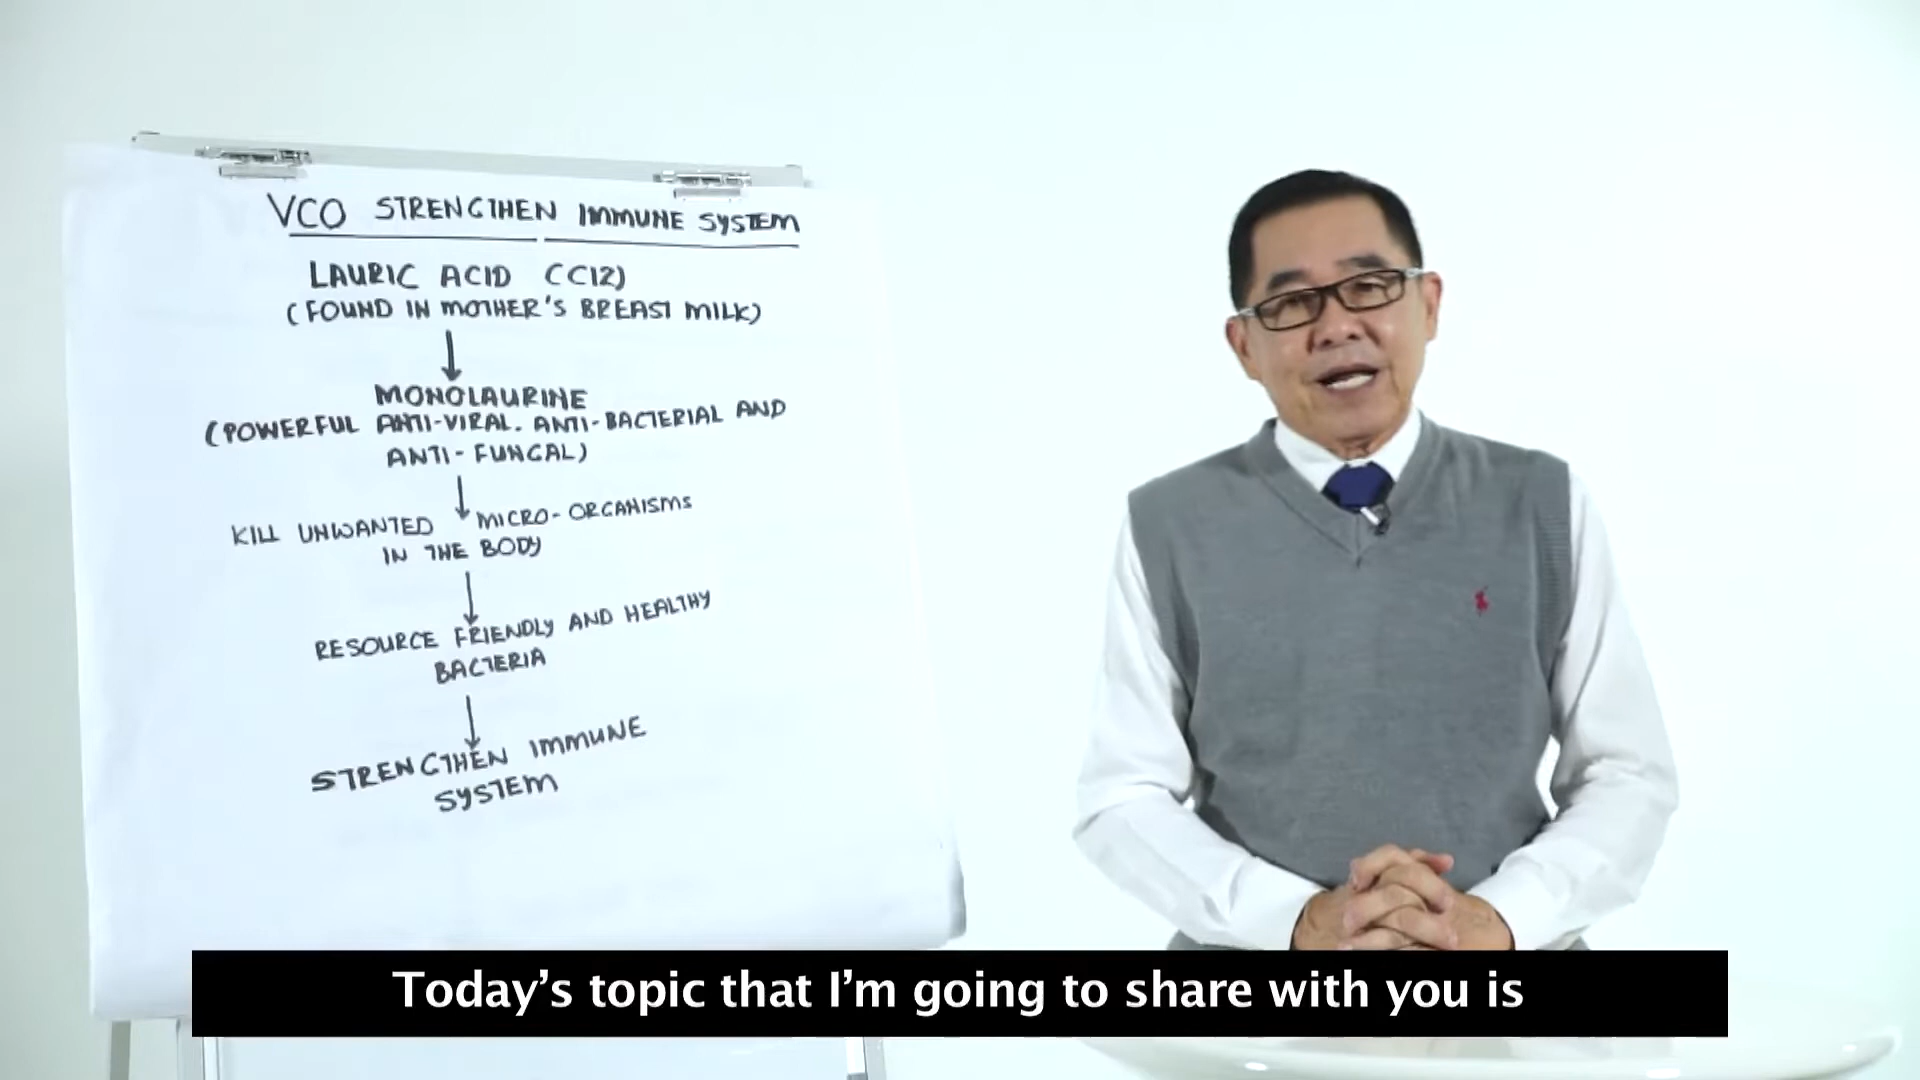 VCO STRENGTHEN IMMUNE SYSTEM
LAURIC ACID (C12)
(FOUND IN MOTHER'S BREAST MILK)
MONOLAURINE
(POWERFUL ANTI-VIRAL. ANTI-BACTERIAL AND
ANTI-FUNGAL)
KILL UNWANTED MICRO-ORGANISMS
IN THE BODY
RESOURCE FRIENDLY AND HEALTHY
BACTERIA
STRENGTHEN IMMUNE
SYSTEM
Today's topic that I'm going to share with you is